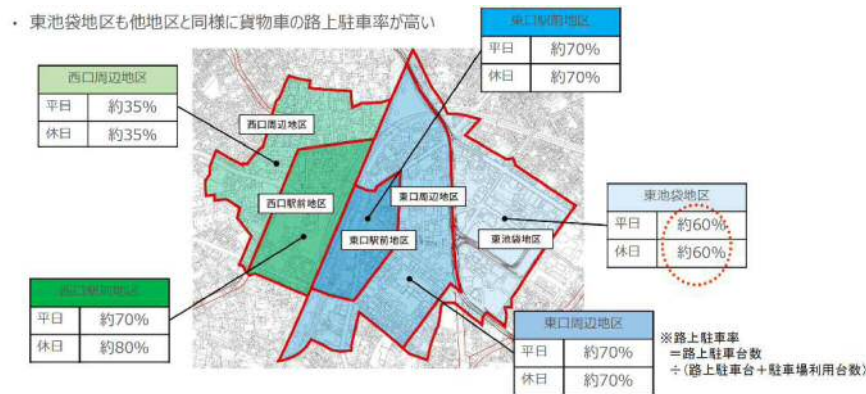 ・ 東池袋地区も他地区と同様に貨物車の路上駐車率が高い
東口駅前地区
平日 約70%
休日 約70%
西口周辺地区
平日 約35%
休日 約35%
西口周辺地区
西口駅前地区
東口周辺地区
東口駅前地区
東池袋地区
東池袋地区
平日 約60%
休日 約60%
西口駅前地区
平日 約70%
休日 約80%
東口周辺地区
平日 約70%
休日 約70%
※路上駐車率
＝路上駐車台数
÷(路上駐車台＋駐車場利用台数)